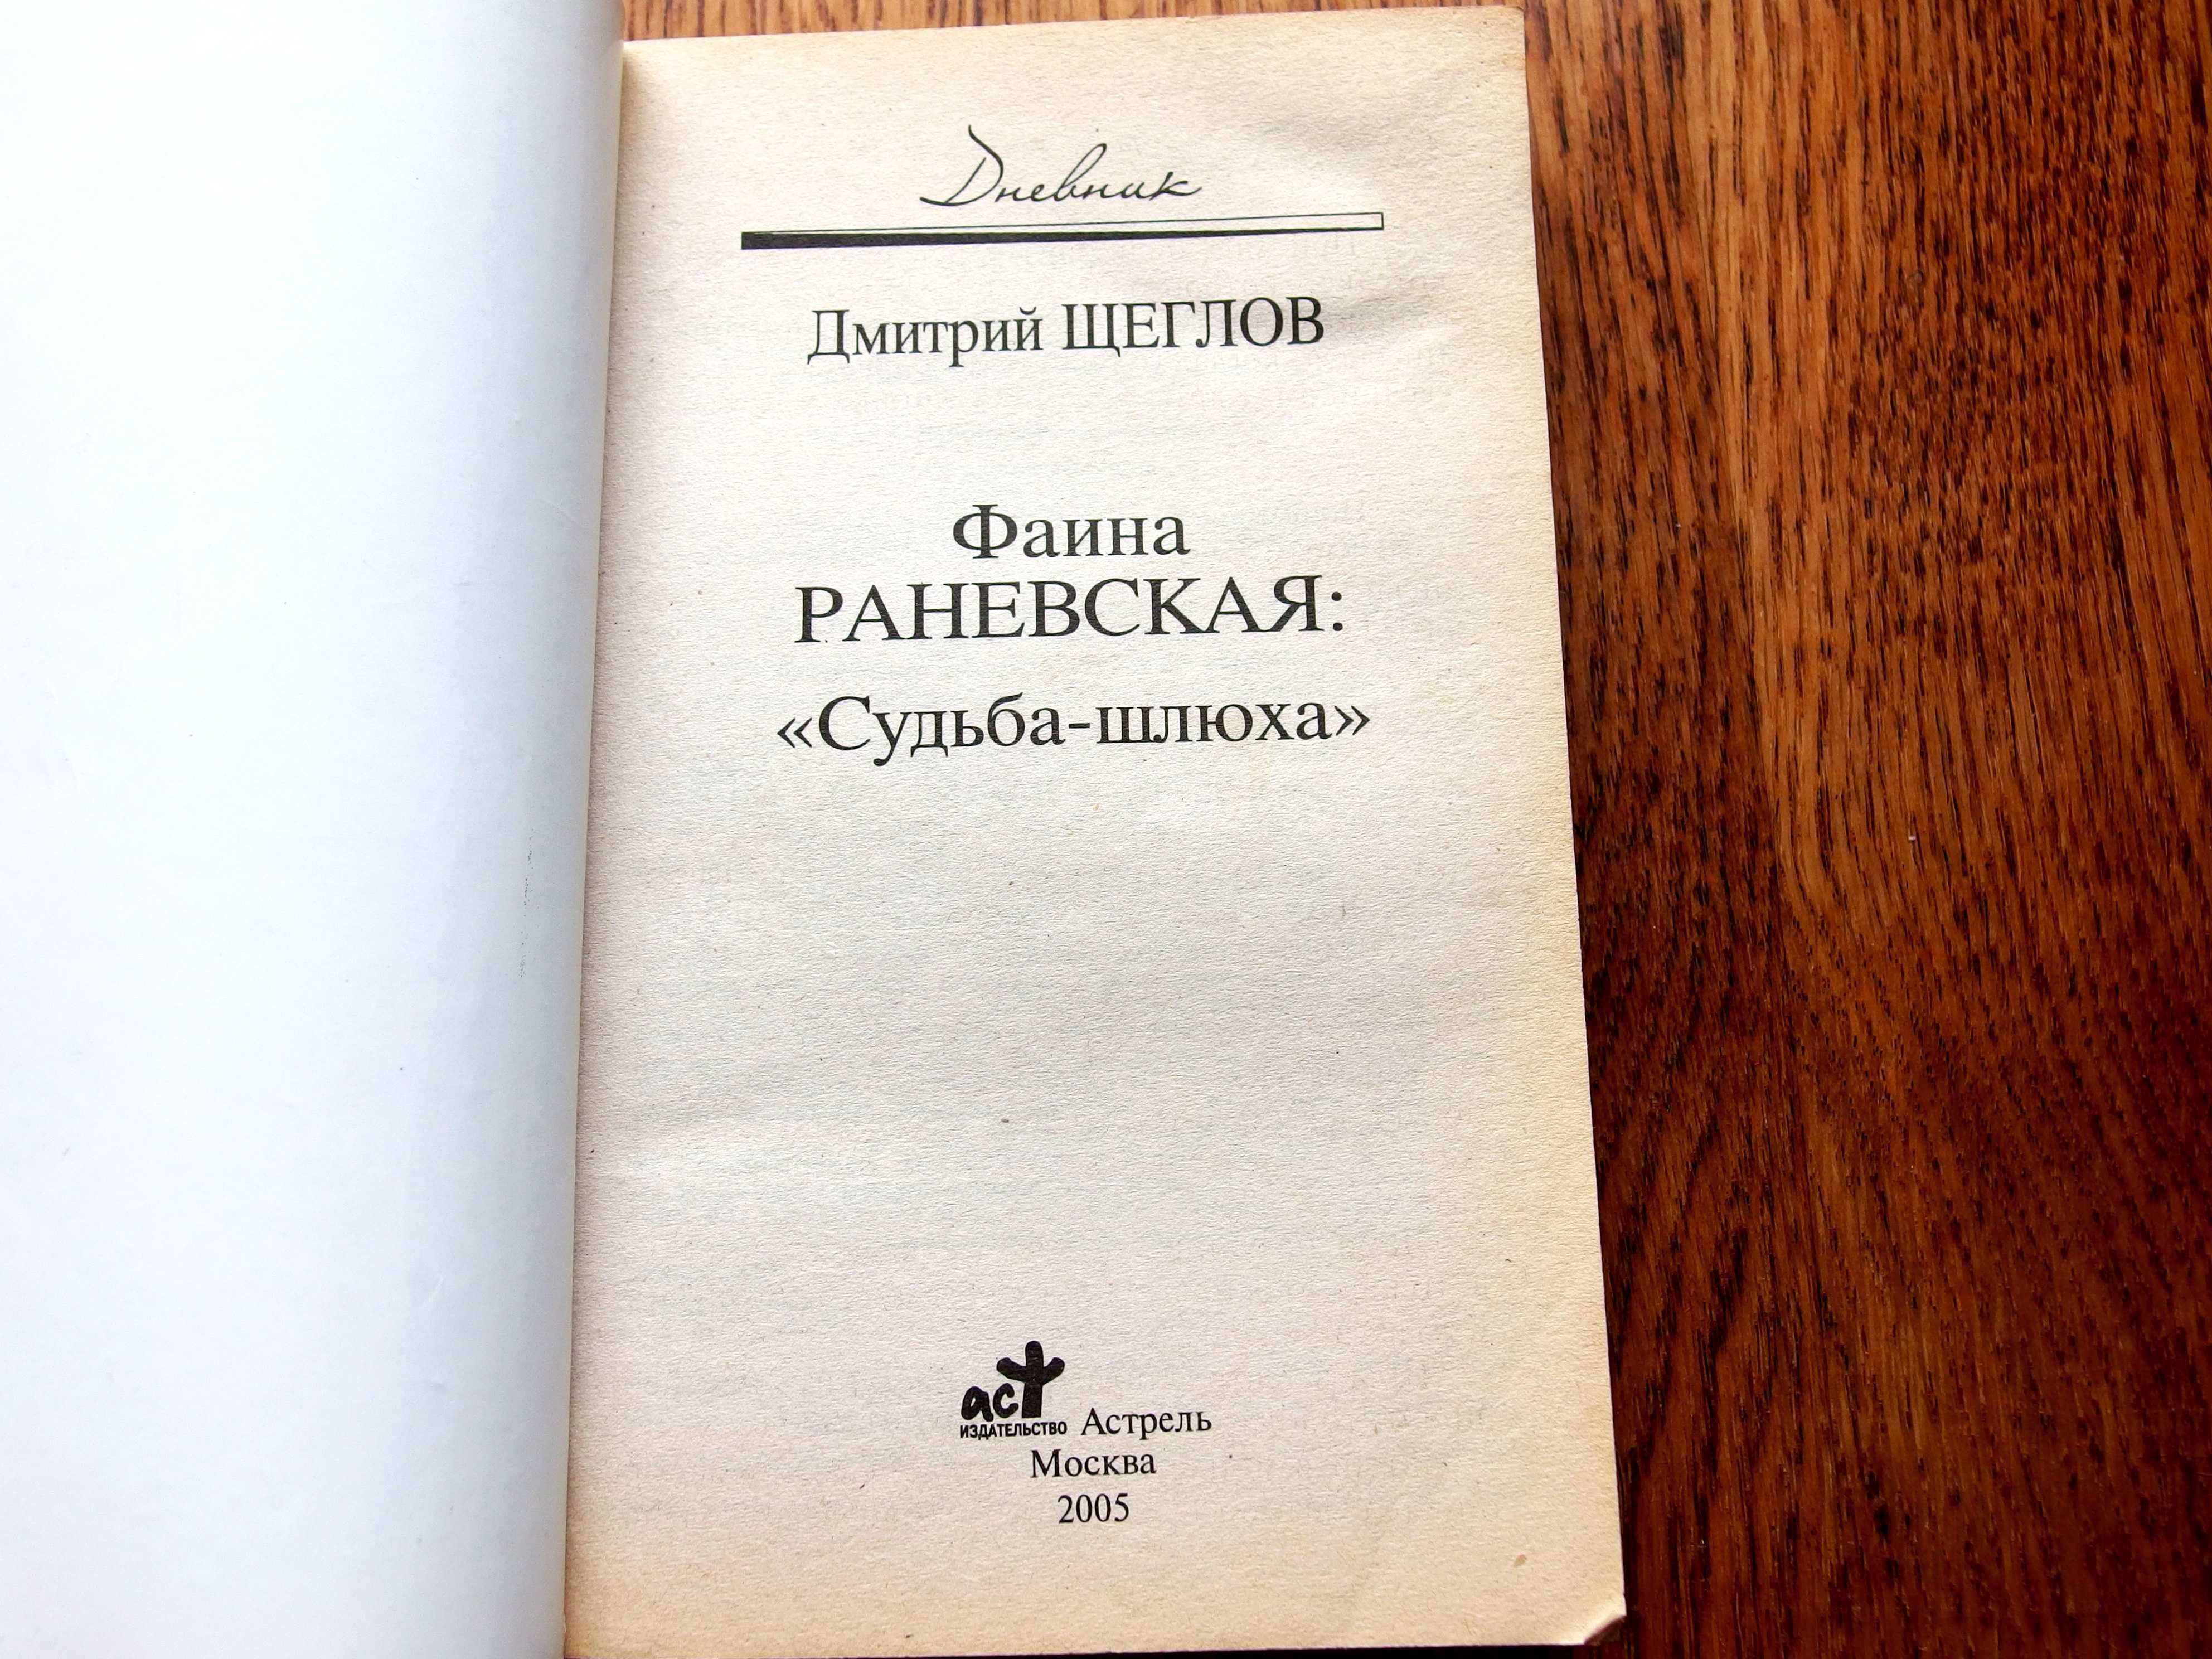 Дневник
Дмитрий ЩЕГЛОВ
Фаина
РАНЕВСКАЯ:
«Судьба-шлюха»
аст
ИЗДАТЕЛЬСТВО Астрель
Москва
2005